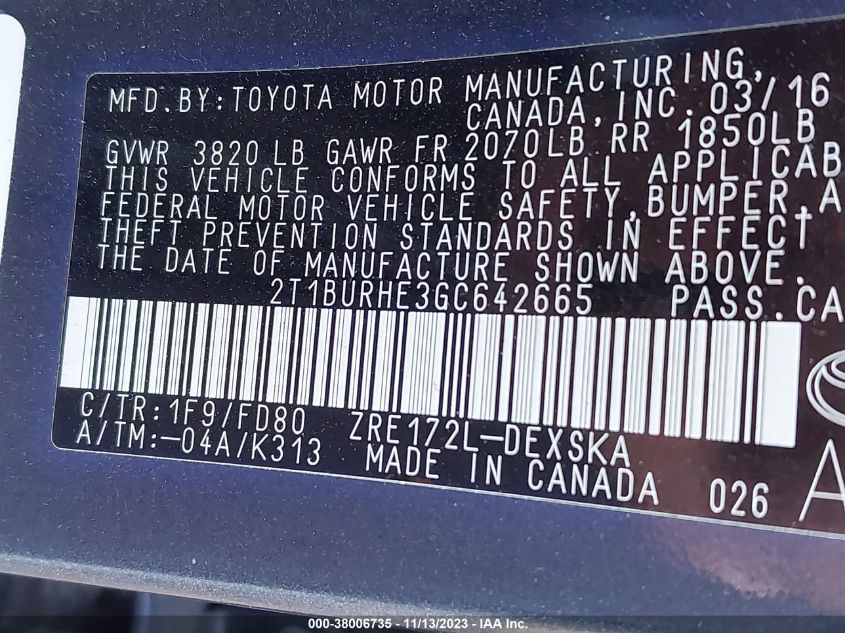 MFD.BY:TOYOTA MOTOR MANUFACTURING,
CANADA,INC.03/16
GVWR 3820 LB GAWR FR 2070LB RR 1850LB
THIS VEHICLE CONFORMS TO ALL APPLICAB
FEDERAL MOTOR VEHICLE SAFETY,BUMPER,A
THEFT PREVENTION STANDARDS IN EFFECT
THE DATE OF MANUFACTURE SHOWN ABOVE.
2T1BURHE3GC642665 PASS.CA
C/TR:1F9/FD80 ZRE172L-DEXSKA
A/TM:-04A/K313 MADE IN CANADA 026 A
000-38006735 - 11/13/2023 - IAA Inc.